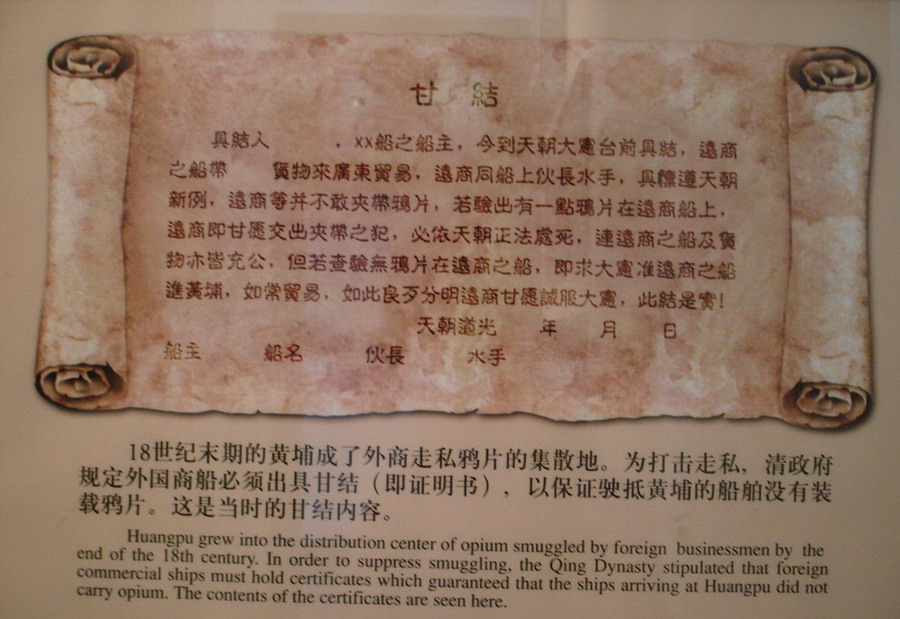 甘 結
具結人 , xx船之船主, 今到天朝大憲台前具結, 遠商
之船帶 貨物來廣東貿易, 遠商同船上伙長水手, 具懔遵天朝
新例, 遠商等并不敢夾帶鴉片, 若驗出有一點鴉片在遠商船上,
遠商即甘愿交出夾帶之犯, 必依天朝正法處死, 連遠商之船及貨
物亦皆充公, 但若查驗無鴉片在遠商之船, 即求大憲准遠商之船
進黃埔, 如常貿易, 如此良歹分明遠商甘愿誠服大憲, 此結是實!
天朝道光 年 月 日
船主 船名 伙長 水手
18世纪末期的黄埔成了外商走私鸦片的集散地。为打击走私, 清政府
规定外国商船必须出具甘结（即证明书）, 以保证驶抵黄埔的船舶没有装
载鸦片。这是当时的甘结内容。
Huangpu grew into the distribution center of opium smuggled by foreign businessmen by the
end of the 18th century. In order to suppress smuggling, the Qing Dynasty stipulated that foreign
commercial ships must hold certificates which guaranteed that the ships arriving at Huangpu did not
carry opium. The contents of the certificates are seen here.